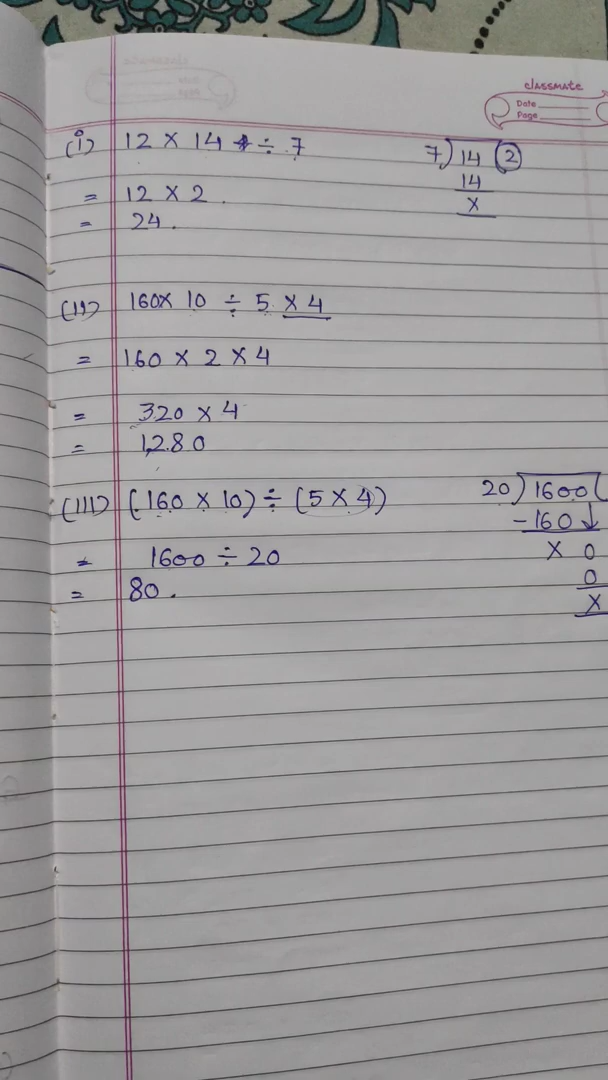 classmate
Date
Page
(i) 12 × 14 ÷ 7
7) 14 (2
14
×
= 12 × 2
= 24.
(II) 160 × 10 ÷ 5 × 4
= 160 × 2 × 4
= 320 × 4
= 1280
(III) (160 × 10) ÷ (5 × 4)
20) 1600 (
-160 ↓
× 0
0
×
= 1600 ÷ 20
= 80.